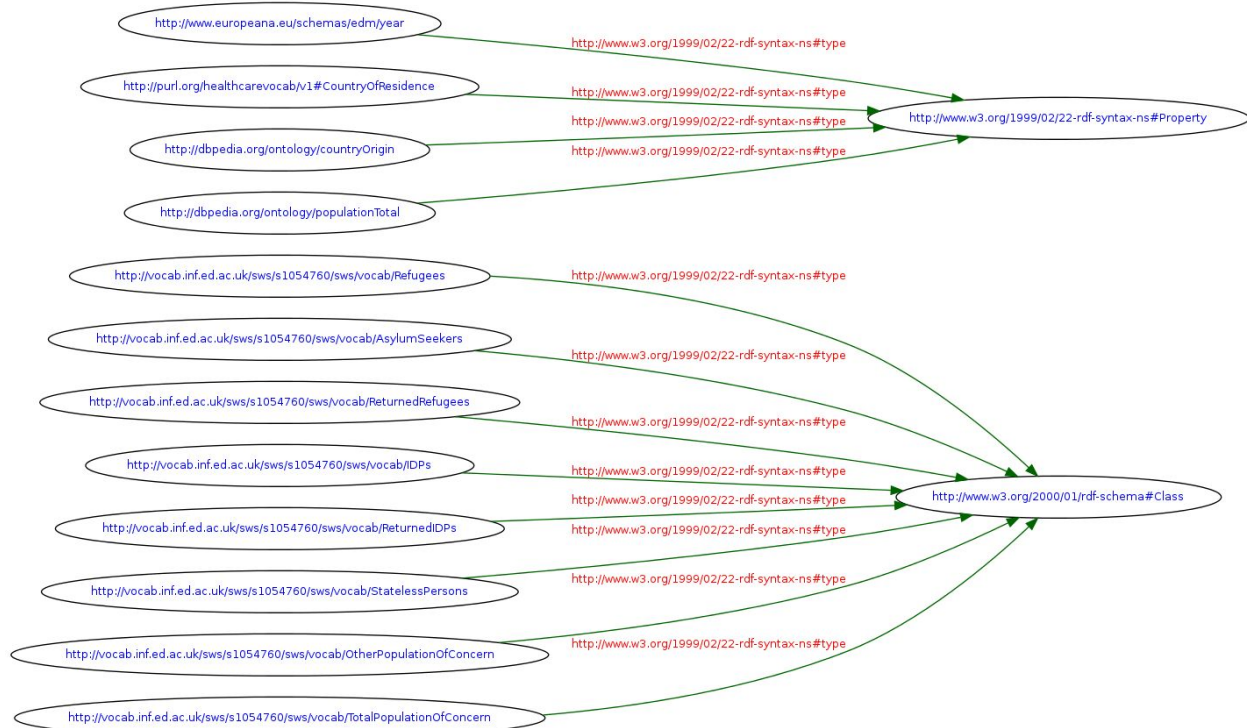 http://www.europeana.eu/schemas/edm/year
http://www.w3.org/1999/02/22-rdf-syntax-ns#type
http://purl.org/healthcarevocab/v1#CountryOfResidence
http://www.w3.org/1999/02/22-rdf-syntax-ns#type
http://www.w3.org/1999/02/22-rdf-syntax-ns#Property
http://www.w3.org/1999/02/22-rdf-syntax-ns#type
http://dbpedia.org/ontology/countryOrigin
http://www.w3.org/1999/02/22-rdf-syntax-ns#type
http://dbpedia.org/ontology/populationTotal
http://vocab.inf.ed.ac.uk/sws/s1054760/sws/vocab/Refugees
http://www.w3.org/1999/02/22-rdf-syntax-ns#type
http://vocab.inf.ed.ac.uk/sws/s1054760/sws/vocab/AsylumSeekers
http://www.w3.org/1999/02/22-rdf-syntax-ns#type
http://vocab.inf.ed.ac.uk/sws/s1054760/sws/vocab/ReturnedRefugees
http://www.w3.org/1999/02/22-rdf-syntax-ns#type
http://vocab.inf.ed.ac.uk/sws/s1054760/sws/vocab/IDPs
http://www.w3.org/1999/02/22-rdf-syntax-ns#type
http://www.w3.org/2000/01/rdf-schema#Class
http://www.w3.org/1999/02/22-rdf-syntax-ns#type
http://vocab.inf.ed.ac.uk/sws/s1054760/sws/vocab/ReturnedIDPs
http://www.w3.org/1999/02/22-rdf-syntax-ns#type
http://vocab.inf.ed.ac.uk/sws/s1054760/sws/vocab/StatelessPersons
http://www.w3.org/1999/02/22-rdf-syntax-ns#type
http://vocab.inf.ed.ac.uk/sws/s1054760/sws/vocab/OtherPopulationOfConcern
http://www.w3.org/1999/02/22-rdf-syntax-ns#type
http://vocab.inf.ed.ac.uk/sws/s1054760/sws/vocab/TotalPopulationOfConcern